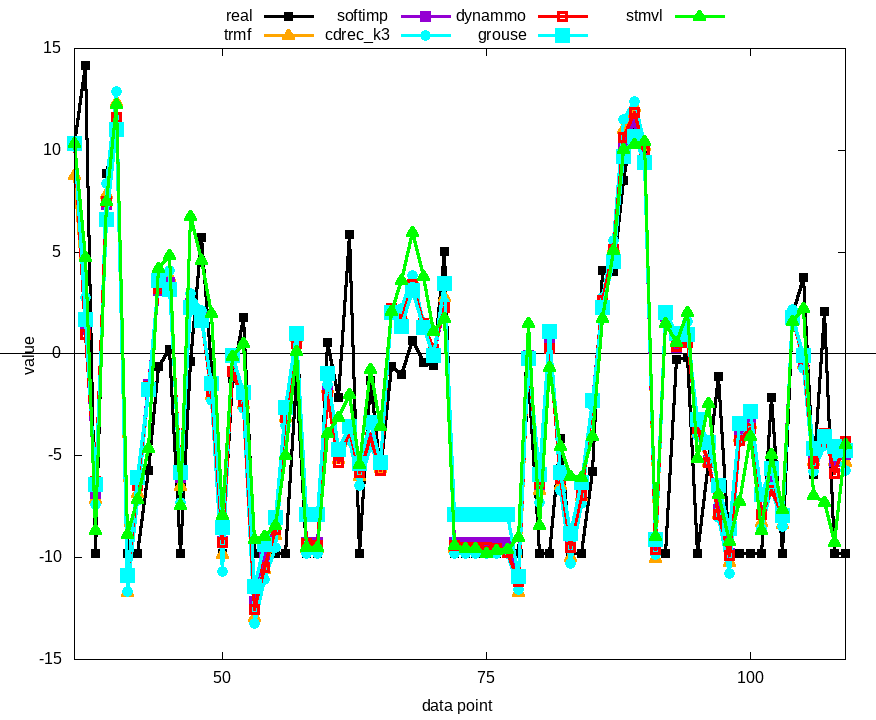 real softimp dynammo stmvl
trmf cdrec_k3 grouse
15
10
5
0
-5
-10
-15
value
50 75 100
data point